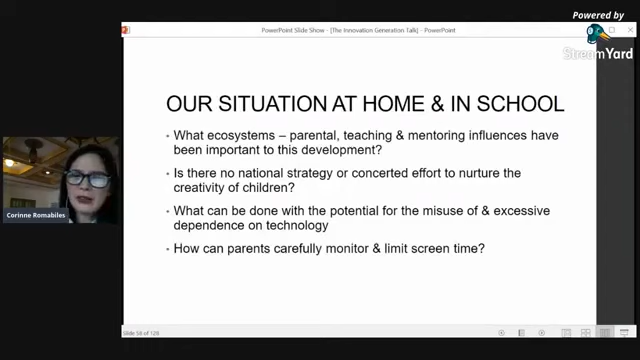 Powered by
PowerPoint Slide Show - [The Innovation Generation Talk] - PowerPoint
StreamYard
OUR SITUATION AT HOME & IN SCHOOL
• What ecosystems – parental, teaching & mentoring influences have
been important to this development?
• Is there no national strategy or concerted effort to nurture the
creativity of children?
• What can be done with the potential for the misuse of & excessive
dependence on technology
• How can parents carefully monitor & limit screen time?
Corinne Romabiles
Slide 58 of 128